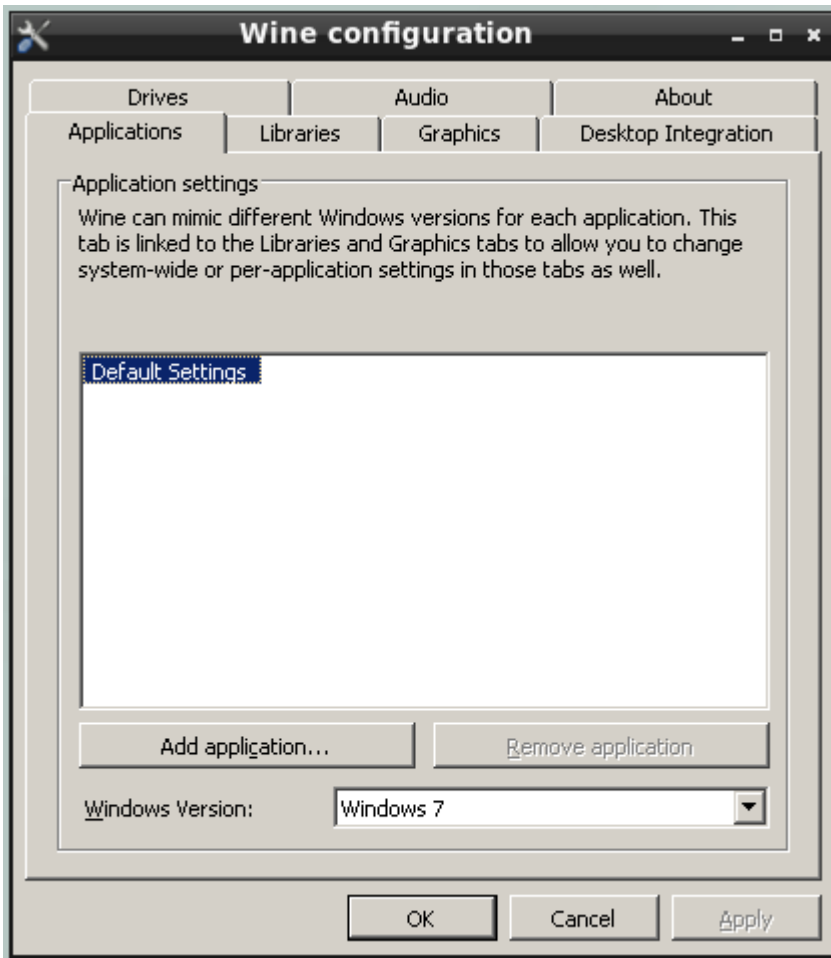 Wine configuration
Drives Audio About
Applications Libraries Graphics Desktop Integration
Application settings
Wine can mimic different Windows versions for each application. This
tab is linked to the Libraries and Graphics tabs to allow you to change
system-wide or per-application settings in those tabs as well.
Default Settings
Add application... Remove application
Windows Version: Windows 7
OK Cancel Apply